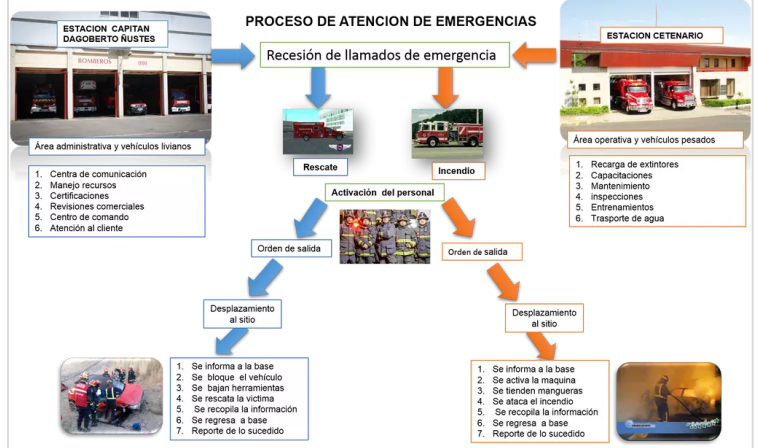 PROCESO DE ATENCION DE EMERGENCIAS
ESTACION  CAPITAN
DAGOBERTO ÑUSTES
BOMBEROS
Recesión de llamados de emergencia
ESTACION CETENARIO
Área administrativa y vehículos livianos
1. Centra de comunicación
2. Manejo recursos
3. Certificaciones
4. Revisiones comerciales
5. Centro de comando
6. Atención al cliente
Rescate
Incendio
Área operativa y vehículos pesados
1. Recarga de extintores
2. Capacitaciones
3. Mantenimiento
4. inspecciones
5. Entrenamientos
6. Trasporte de agua
Activación  del personal
Orden de salida
Orden de salida
Desplazamiento
al sitio
Desplazamiento
al sitio
1. Se informa a la base
2. Se  bloque  el vehículo
3. Se  bajan herramientas
4. Se rescata la victima
5. Se recopila la información
6. Se regresa  a  base
7. Reporte de lo sucedido
1. Se informa a la base
2. Se activa la maquina
3. Se tienden mangueras
4. Se ataca el incendio
5. Se recopila la información
6. Se regresa  a  base
7. Reporte de lo sucedido